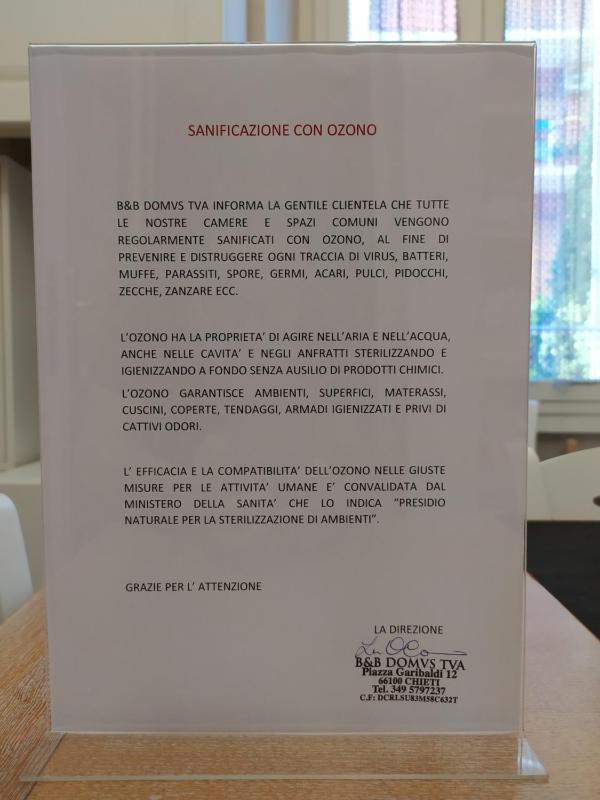 SANIFICAZIONE CON OZONO
B&B DOMVS TVA INFORMA LA GENTILE CLIENTELA CHE TUTTE
LE NOSTRE CAMERE E SPAZI COMUNI VENGONO
REGOLARMENTE SANIFICATI CON OZONO, AL FINE DI
PREVENIRE E DISTRUGGERE OGNI TRACCIA DI VIRUS, BATTERI,
MUFFE, PARASSITI, SPORE, GERMI, ACARI, PULCI, PIDOCCHI,
ZECCHE, ZANZARE ECC.
L'OZONO HA LA PROPRIETA' DI AGIRE NELL'ARIA E NELL'ACQUA,
ANCHE NELLE CAVITA' E NEGLI ANFRATTI STERILIZZANDO E
IGIENIZZANDO A FONDO SENZA AUSILIO DI PRODOTTI CHIMICI.
L'OZONO GARANTISCE AMBIENTI, SUPERFICI, MATERASSI,
CUSCINI, COPERTE, TENDAGGI, ARMADI IGIENIZZATI E PRIVI DI
CATTIVI ODORI.
L' EFFICACIA E LA COMPATIBILITA' DELL'OZONO NELLE GIUSTE
MISURE PER LE ATTIVITA' UMANE E' CONVALIDATA DAL
MINISTERO DELLA SANITA' CHE LO INDICA "PRESIDIO
NATURALE PER LA STERILIZZAZIONE DI AMBIENTI".
GRAZIE PER L' ATTENZIONE
LA DIREZIONE
B&B DOMVS TVA
Piazza Garibaldi 12
66100 CHIETI
Tel. 349 5797237
C.F: DCRLSU83M58C632T